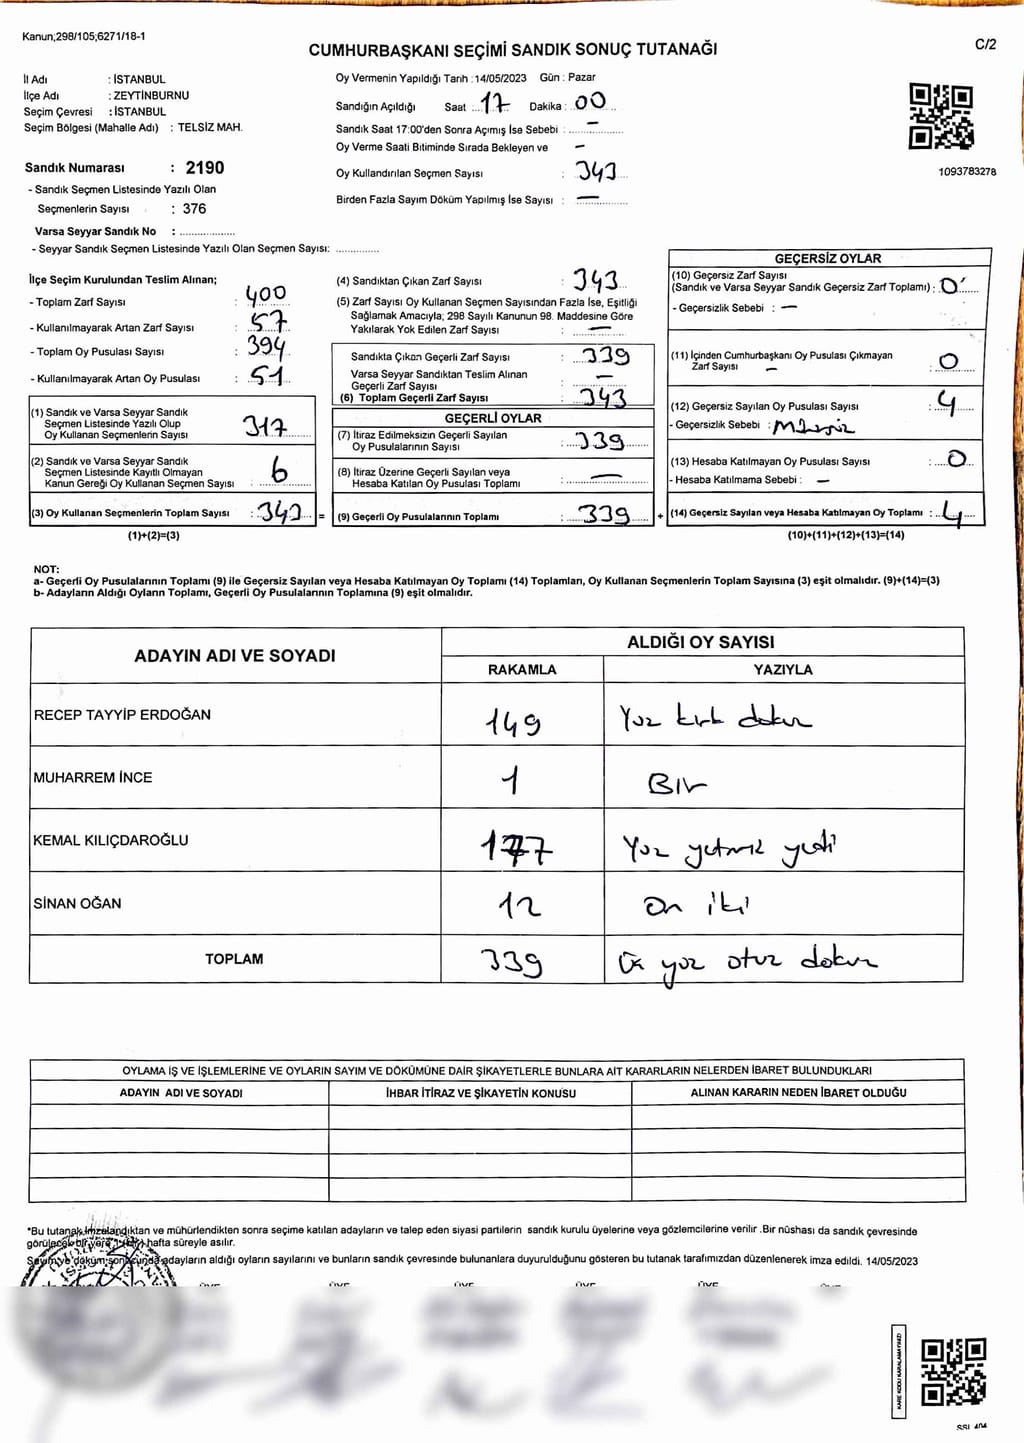 Kanun;298/105;6271/18-1
C/2
CUMHURBAŞKANI SEÇİMİ SANDIK SONUÇ TUTANAĞI
İl Adı : İSTANBUL
İlçe Adı : ZEYTİNBURNU
Seçim Çevresi : İSTANBUL
Seçim Bölgesi (Mahalle Adı) : TELSİZ MAH.
Sandık Numarası : 2190
- Sandık Seçmen Listesinde Yazılı Olan
Seçmenlerin Sayısı : 376
Varsa Seyyar Sandık No : ..................
- Seyyar Sandık Seçmen Listesinde Yazılı Olan Seçmen Sayısı: ..............
Oy Vermenin Yapıldığı Tarih : 14/05/2023 Gün : Pazar
Sandığın Açıldığı Saat : 17 Dakika : 00
Sandık Saat 17:00'den Sonra Açımış İse Sebebi : —
Oy Verme Saati Bitiminde Sırada Bekleyen ve —
Oy Kullandırılan Seçmen Sayısı : 343
Birden Fazla Sayım Döküm Yapılmış İse Sayısı : —
1093783278
İlçe Seçim Kurulundan Teslim Alınan;
- Toplam Zarf Sayısı : 400
- Kullanılmayarak Artan Zarf Sayısı : 57
- Toplam Oy Pusulası Sayısı : 394
- Kullanılmayarak Artan Oy Pusulası : 51
(1) Sandık ve Varsa Seyyar Sandık
Seçmen Listesinde Yazılı Olup
Oy Kullanan Seçmenlerin Sayısı : 317
(2) Sandık ve Varsa Seyyar Sandık
Seçmen Listesinde Kayıtlı Olmayan
Kanun Gereği Oy Kullanan Seçmen Sayısı : 6
(3) Oy Kullanan Seçmenlerin Toplam Sayısı : 343 =
(1)+(2)=(3)
(4) Sandıktan Çıkan Zarf Sayısı : 343
(5) Zarf Sayısı Oy Kullanan Seçmen Sayısından Fazla İse, Eşitliği
Sağlamak Amacıyla; 298 Sayılı Kanunun 98. Maddesine Göre
Yakılarak Yok Edilen Zarf Sayısı : —
Sandıkta Çıkan Geçerli Zarf Sayısı : 339
Varsa Seyyar Sandıktan Teslim Alınan
Geçerli Zarf Sayısı : —
(6) Toplam Geçerli Zarf Sayısı : 343
GEÇERLİ OYLAR
(7) İtiraz Edilmeksizin Geçerli Sayılan
Oy Pusulalarının Sayısı : 339
(8) İtiraz Üzerine Geçerli Sayılan veya
Hesaba Katılan Oy Pusulası Toplamı : —
(9) Geçerli Oy Pusulalarının Toplamı : 339 +
GEÇERSİZ OYLAR
(10) Geçersiz Zarf Sayısı
(Sandık ve Varsa Seyyar Sandık Geçersiz Zarf Toplamı) : 0
- Geçersizlik Sebebi : —
(11) İçinden Cumhurbaşkanı Oy Pusulası Çıkmayan
Zarf Sayısı — : 0
(12) Geçersiz Sayılan Oy Pusulası Sayısı : 4
- Geçersizlik Sebebi :
(13) Hesaba Katılmayan Oy Pusulası Sayısı : 0
- Hesaba Katılmama Sebebi : —
(14) Geçersiz Sayılan veya Hesaba Katılmayan Oy Toplamı : 4
(10)+(11)+(12)+(13)=(14)
NOT:
a- Geçerli Oy Pusulalarının Toplamı (9) ile Geçersiz Sayılan veya Hesaba Katılmayan Oy Toplamı (14) Toplamları, Oy Kullanan Seçmenlerin Toplam Sayısına (3) eşit olmalıdır. (9)+(14)=(3)
b- Adayların Aldığı Oyların Toplamı, Geçerli Oy Pusulalarının Toplamına (9) eşit olmalıdır.
ADAYIN ADI VE SOYADI ALDIĞI OY SAYISI
RAKAMLA YAZIYLA
RECEP TAYYİP ERDOĞAN 149 Yüz kırk dokuz
MUHARREM İNCE 1 Bir
KEMAL KILIÇDAROĞLU 177 Yüz yetmiş yedi
SİNAN OĞAN 12 On iki
TOPLAM 339 Üç yüz otuz dokuz
OYLAMA İŞ VE İŞLEMLERİNE VE OYLARIN SAYIM VE DÖKÜMÜNE DAİR ŞİKAYETLERLE BUNLARA AİT KARARLARIN NELERDEN İBARET BULUNDUKLARI
ADAYIN ADI VE SOYADI İHBAR İTİRAZ VE ŞİKAYETİN KONUSU ALINAN KARARIN NEDEN İBARET OLDUĞU
*Bu tutanak imzalandıktan ve mühürlendikten sonra seçime katılan adayların ve talep eden siyasi partilerin sandık kurulu üyelerine veya gözlemcilerine verilir .Bir nüshası da sandık çevresinde
görülecek bir yere 1 (bir) hafta süreyle asılır.
Sayım ve döküm sonucunda adayların aldığı oyların sayılarını ve bunların sandık çevresinde bulunanlara duyurulduğunu gösteren bu tutanak tarafımızdan düzenlenerek imza edildi. 14/05/2023
KARE KODU KARALAMAYINIZ!